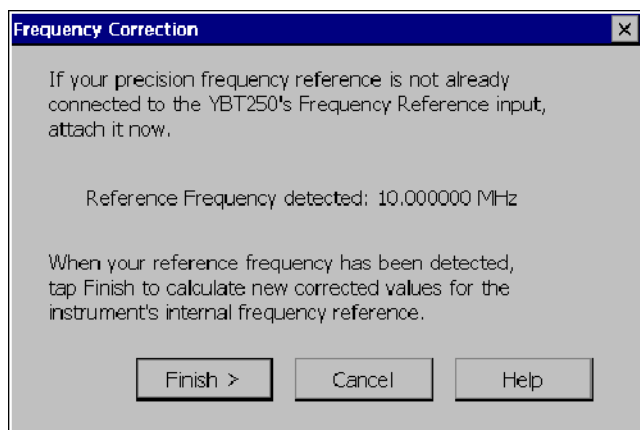 Frequency Correction
If your precision frequency reference is not already
connected to the YBT250's Frequency Reference input,
attach it now.
Reference Frequency detected: 10.000000 MHz
When your reference frequency has been detected,
tap Finish to calculate new corrected values for the
instrument's internal frequency reference.
Finish >
Cancel
Help